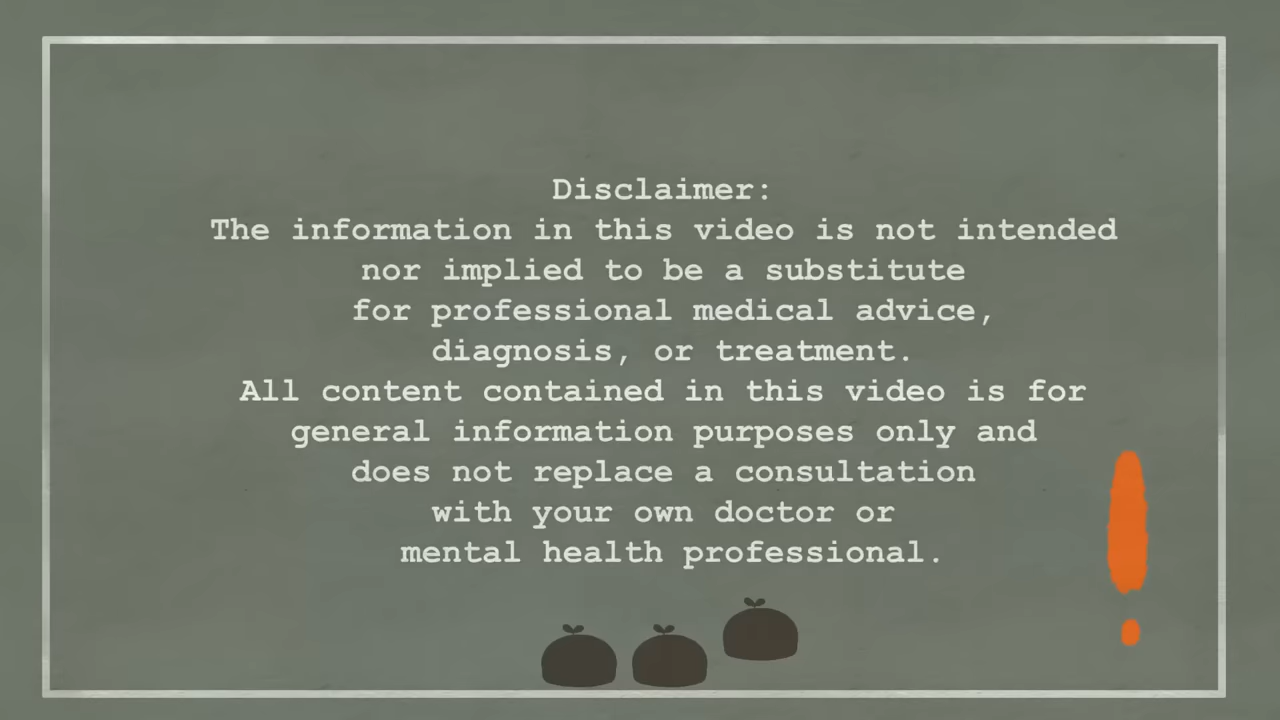 Disclaimer:
The information in this video is not intended
nor implied to be a substitute
for professional medical advice,
diagnosis, or treatment.
All content contained in this video is for
general information purposes only and
does not replace a consultation
with your own doctor or
mental health professional.